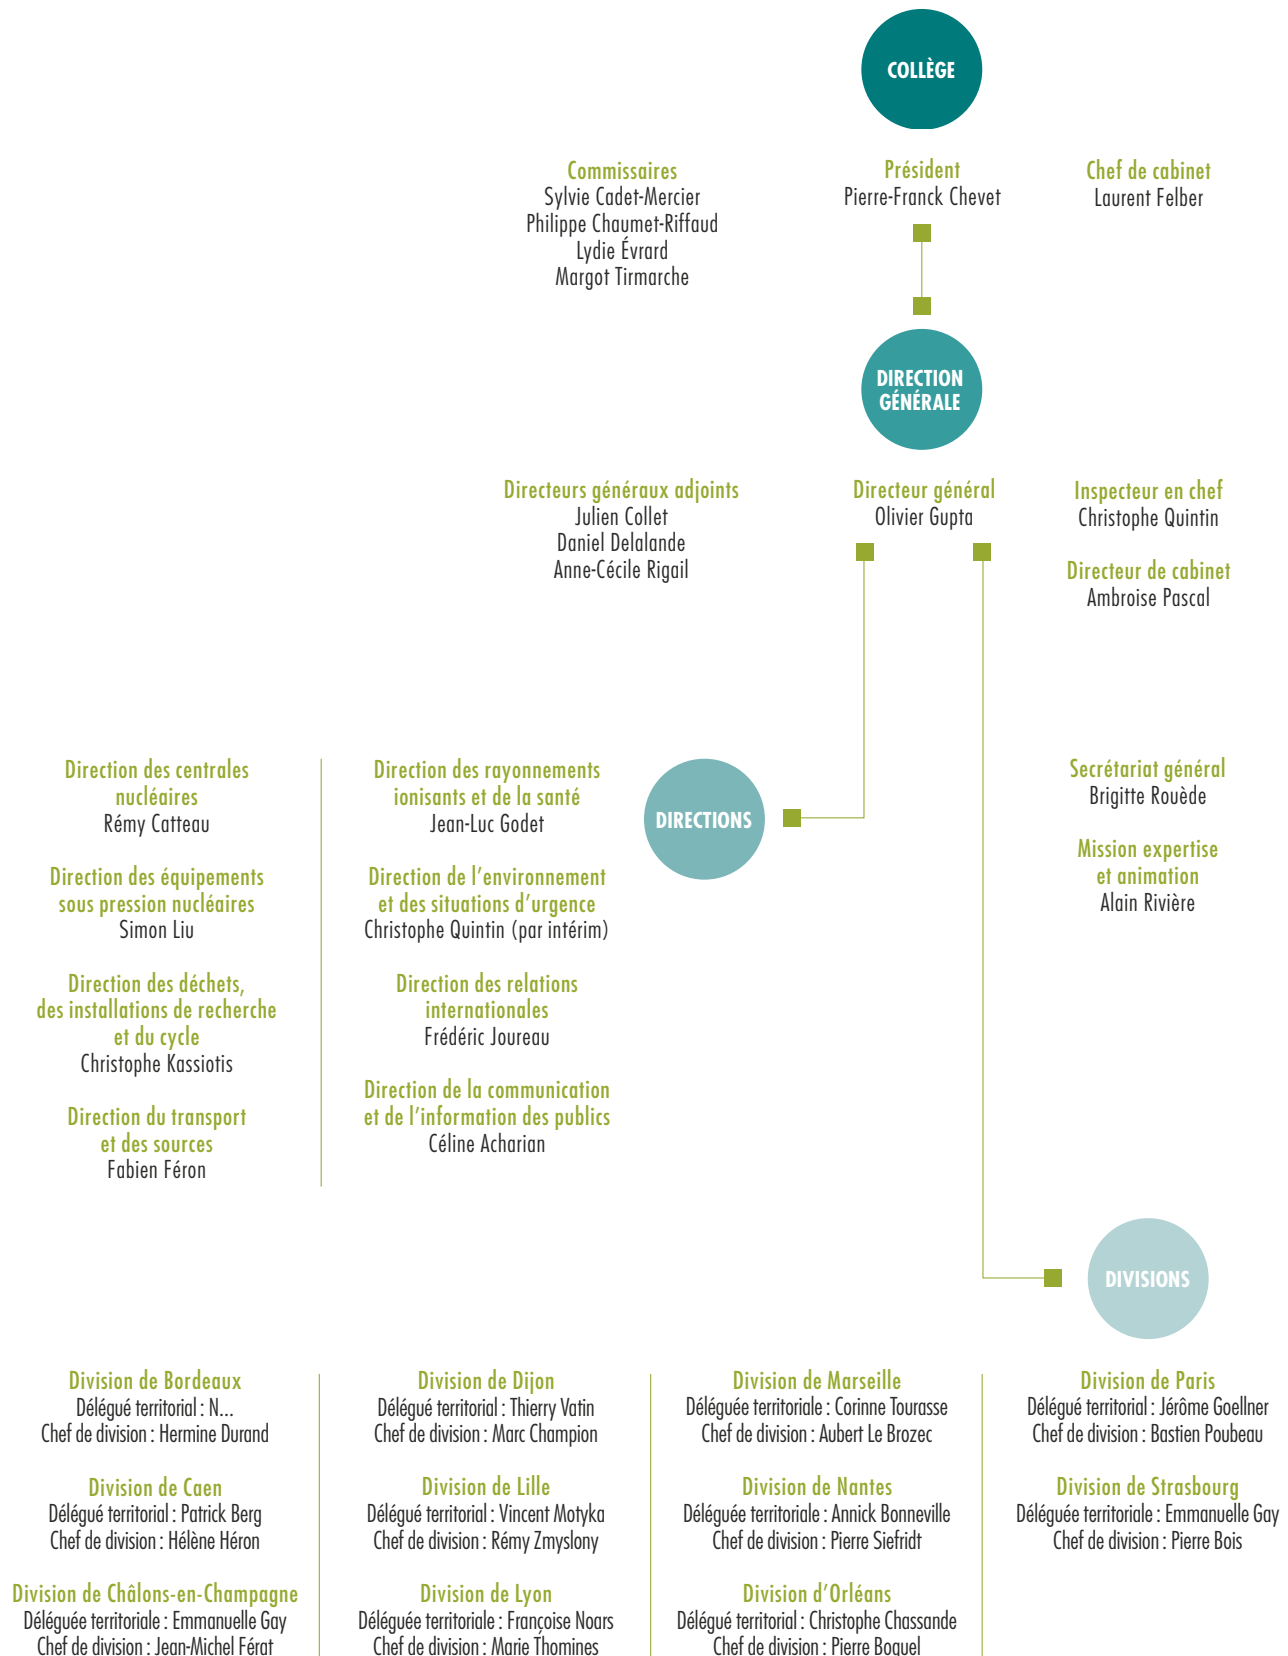 COLLÈGE
Commissaires
Sylvie Cadet-Mercier
Philippe Chaumet-Riffaud
Lydie Évrard
Margot Tirmarche
Président
Pierre-Franck Chevet
Chef de cabinet
Laurent Felber
DIRECTION
GÉNÉRALE
Directeurs généraux adjoints
Julien Collet
Daniel Delalande
Anne-Cécile Rigail
Directeur général
Olivier Gupta
Inspecteur en chef
Christophe Quintin
Directeur de cabinet
Ambroise Pascal
Direction des centrales
nucléaires
Rémy Catteau
Direction des équipements
sous pression nucléaires
Simon Liu
Direction des déchets,
des installations de recherche
et du cycle
Christophe Kassiotis
Direction du transport
et des sources
Fabien Féron
Direction des rayonnements
ionisants et de la santé
Jean-Luc Godet
Direction de l'environnement
et des situations d'urgence
Christophe Quintin (par intérim)
Direction des relations
internationales
Frédéric Joureau
Direction de la communication
et de l'information des publics
Céline Acharian
DIRECTIONS
Secrétariat général
Brigitte Rouède
Mission expertise
et animation
Alain Rivière
DIVISIONS
Division de Bordeaux
Délégué territorial : N...
Chef de division : Hermine Durand
Division de Caen
Délégué territorial : Patrick Berg
Chef de division : Hélène Héron
Division de Châlons-en-Champagne
Déléguée territoriale : Emmanuelle Gay
Chef de division : Jean-Michel Férat
Division de Dijon
Délégué territorial : Thierry Vatin
Chef de division : Marc Champion
Division de Lille
Délégué territorial : Vincent Motyka
Chef de division : Rémy Zmyslony
Division de Lyon
Déléguée territoriale : Françoise Noars
Chef de division : Marie Thomines
Division de Marseille
Déléguée territoriale : Corinne Tourasse
Chef de division : Aubert Le Brozec
Division de Nantes
Déléguée territoriale : Annick Bonneville
Chef de division : Pierre Siefridt
Division d'Orléans
Délégué territorial : Christophe Chassande
Chef de division : Pierre Boquel
Division de Paris
Délégué territorial : Jérôme Goellner
Chef de division : Bastien Poubeau
Division de Strasbourg
Déléguée territoriale : Emmanuelle Gay
Chef de division : Pierre Bois